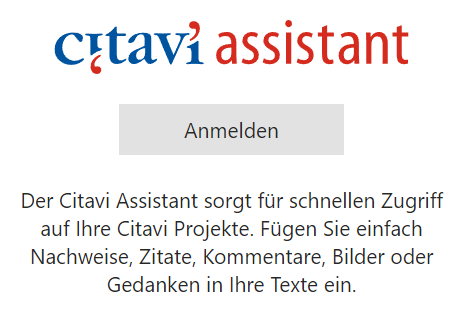 citavi assistant
Anmelden
Der Citavi Assistant sorgt für schnellen Zugriff
auf Ihre Citavi Projekte. Fügen Sie einfach
Nachweise, Zitate, Kommentare, Bilder oder
Gedanken in Ihre Texte ein.